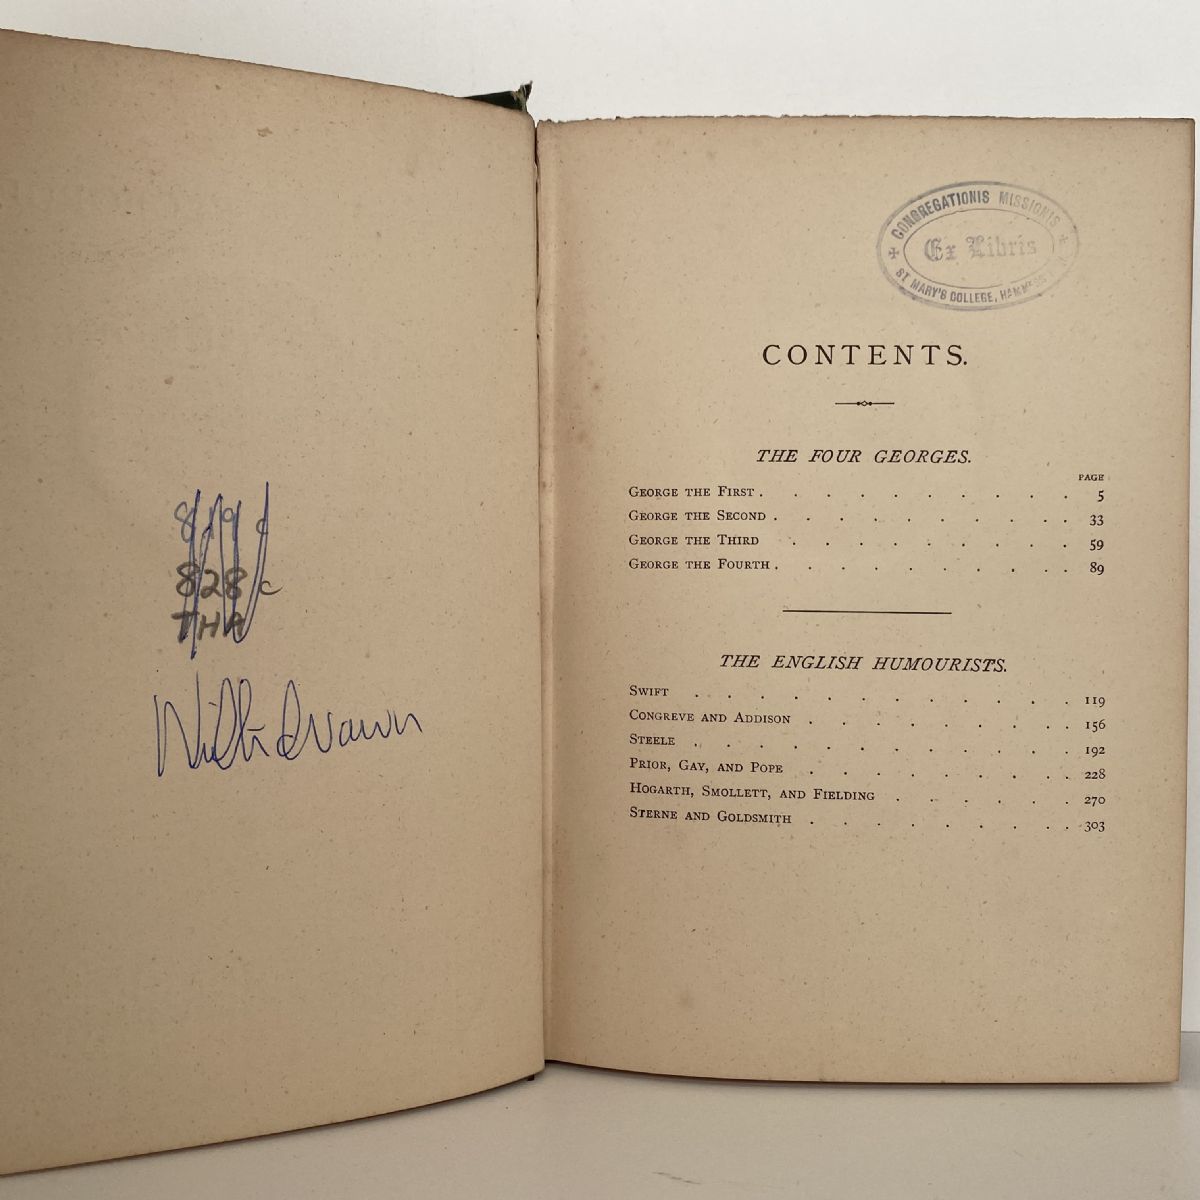 828 c
THA
Withdrawn
CONGREGATIONIS MISSIONIS
Ex Libris
ST MARY'S COLLEGE,
CONTENTS.
THE FOUR GEORGES.
PAGE
GEORGE THE FIRST . . . . . . . . . . . 5
GEORGE THE SECOND . . . . . . . . . . 33
GEORGE THE THIRD . . . . . . . . . 59
GEORGE THE FOURTH . . . . . . . . . . 89
THE ENGLISH HUMOURISTS.
SWIFT . . . . . . . . . . . . 119
CONGREVE AND ADDISON . . . . . . . . 156
STEELE . . . . . . . . . . . . 192
PRIOR, GAY, AND POPE . . . . . . . . 228
HOGARTH, SMOLLETT, AND FIELDING . . . . . . 270
STERNE AND GOLDSMITH . . . . . . . . 303